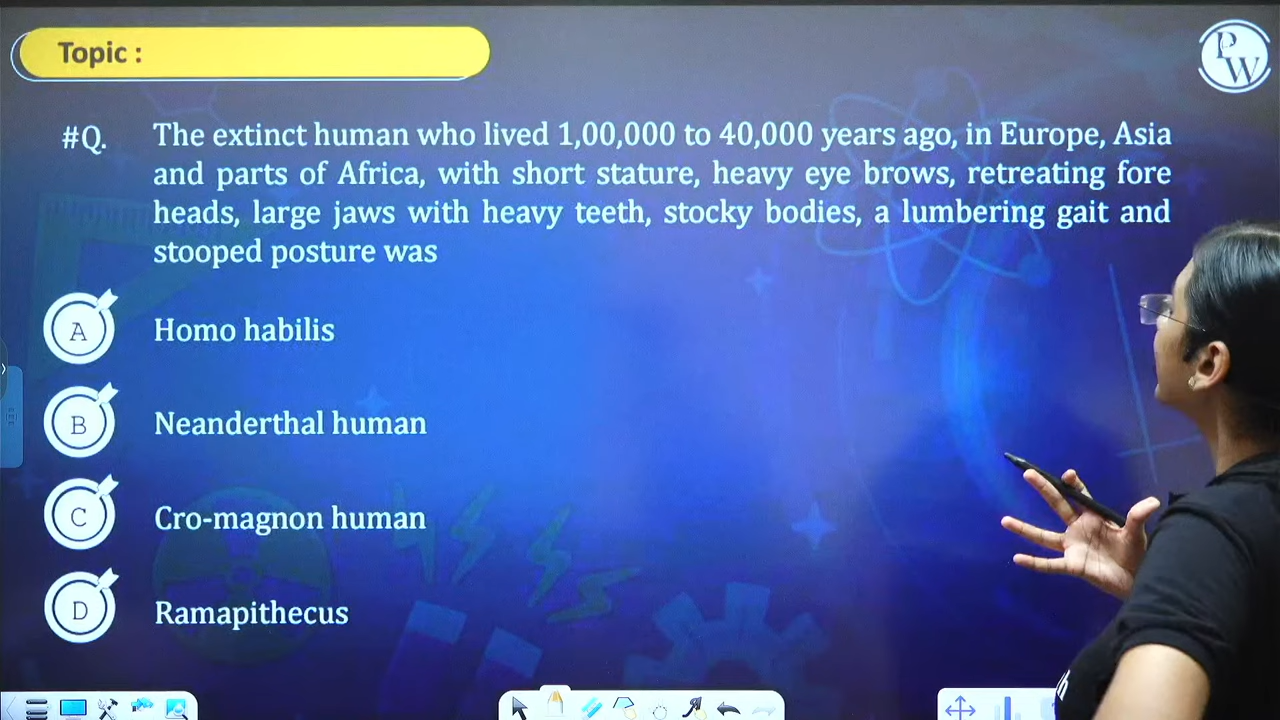 Topic :
PW
#Q. The extinct human who lived 1,00,000 to 40,000 years ago, in Europe, Asia
and parts of Africa, with short stature, heavy eye brows, retreating fore
heads, large jaws with heavy teeth, stocky bodies, a lumbering gait and
stooped posture was
A Homo habilis
B Neanderthal human
C Cro-magnon human
D Ramapithecus